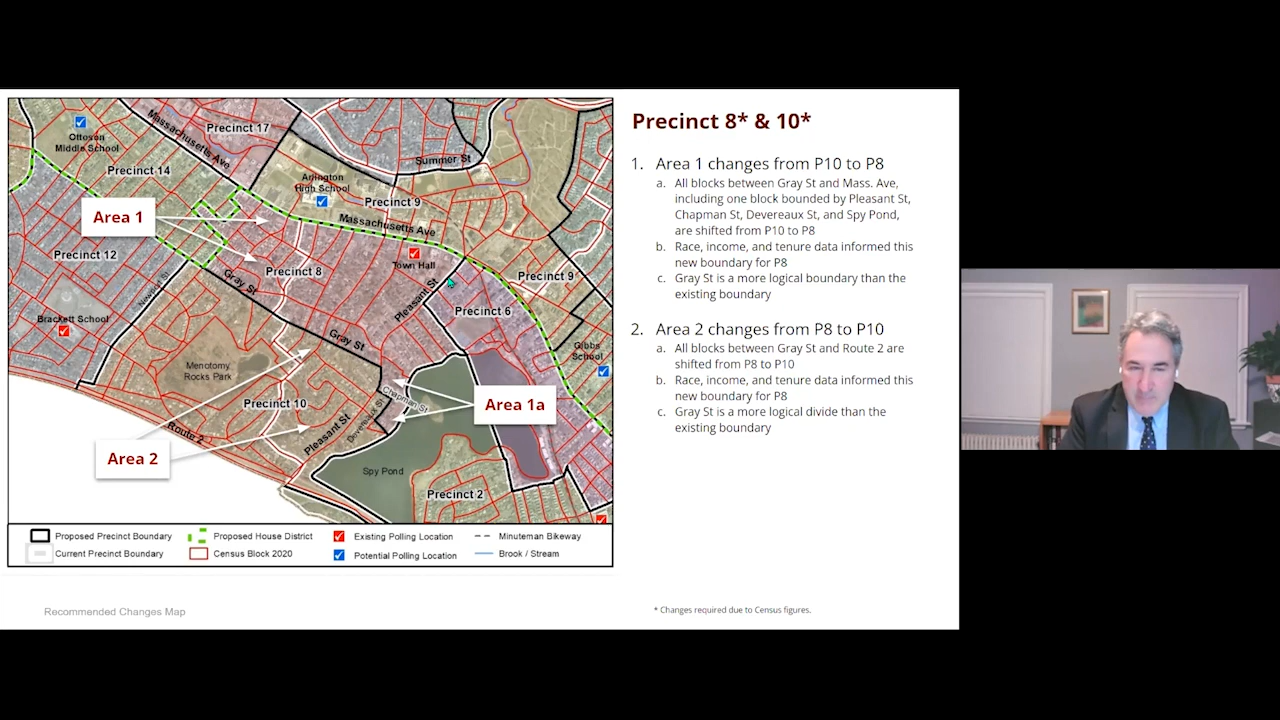 Precinct 8* & 10*
1. Area 1 changes from P10 to P8
a. All blocks between Gray St and Mass. Ave,
including one block bounded by Pleasant St,
Chapman St, Devereaux St, and Spy Pond,
are shifted from P10 to P8
b. Race, income, and tenure data informed this
new boundary for P8
c. Gray St is a more logical boundary than the
existing boundary
2. Area 2 changes from P8 to P10
a. All blocks between Gray St and Route 2 are
shifted from P8 to P10
b. Race, income, and tenure data informed this
new boundary for P8
c. Gray St is a more logical divide than the
existing boundary
* Changes required due to Census figures.
Massachusetts Ave
Precinct 17
Ottoson
Middle School
Summer St
Precinct 14
Arlington
High School
Precinct 9
Area 1
Massachusetts Ave
Precinct 12
Town Hall
Precinct 8
Precinct 9
Gray St
Newport St
Pleasant St
Precinct 6
Brackett School
Gray St
Gibbs
School
Menotomy
Rocks Park
Chapman St
Area 1a
Precinct 10
Pleasant St
Devereaux St
Route 2
Area 2
Spy Pond
Precinct 2
Proposed Precinct Boundary
Proposed House District
Existing Polling Location
Minuteman Bikeway
Current Precinct Boundary
Census Block 2020
Potential Polling Location
Brook / Stream
Recommended Changes Map